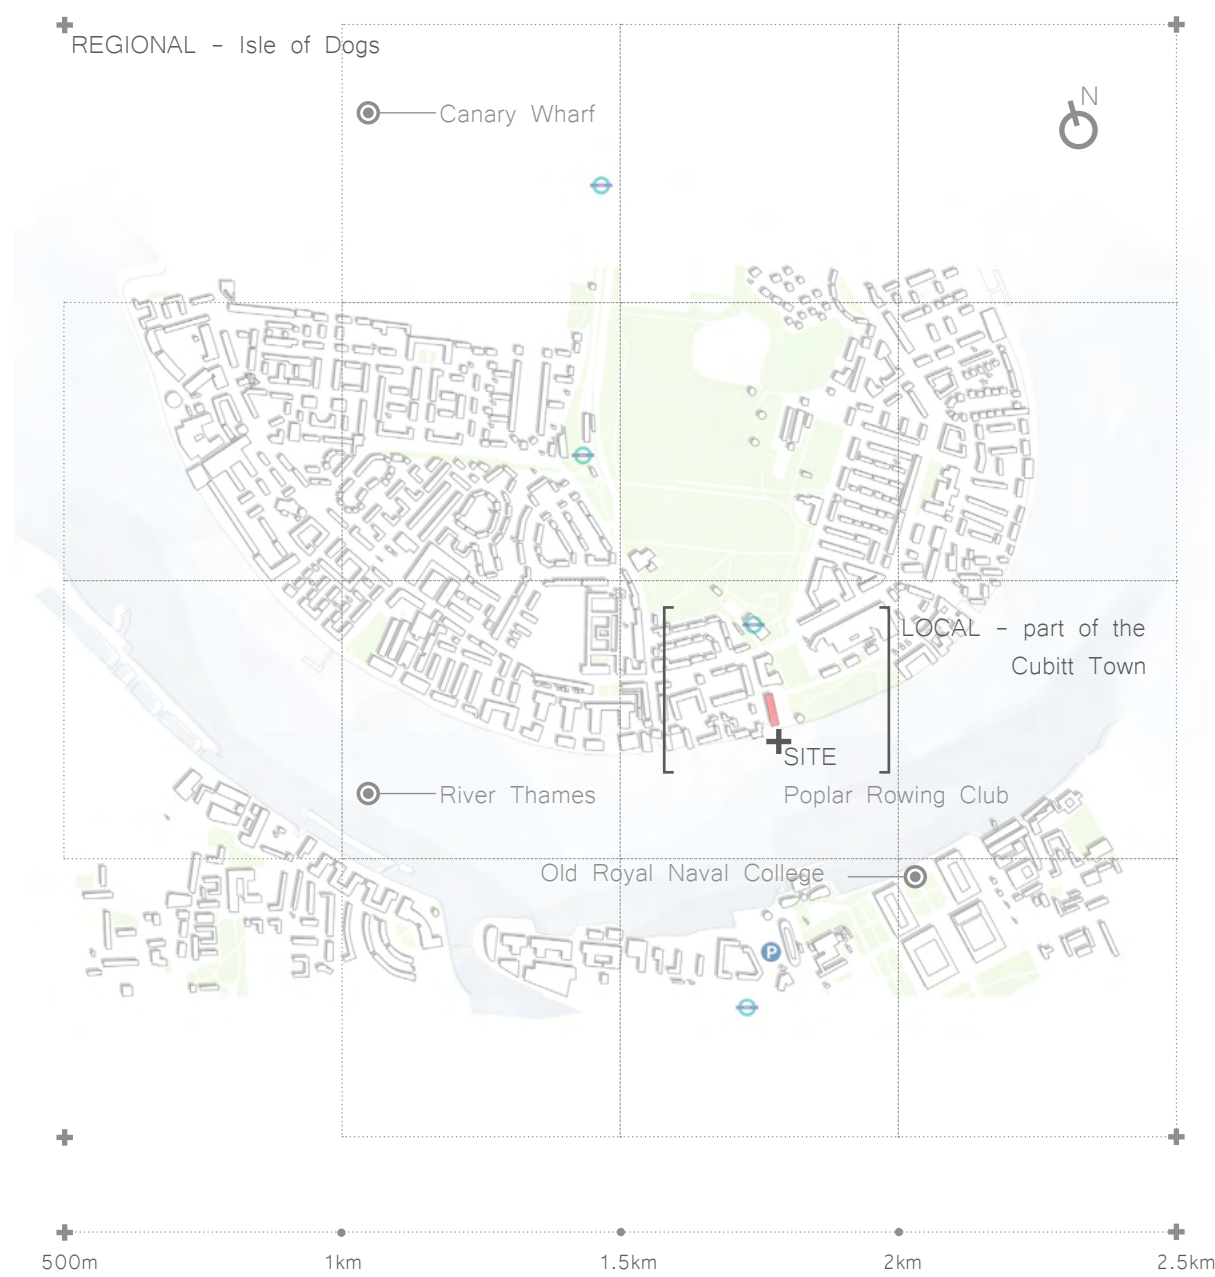 REGIONAL - Isle of Dogs
N
Canary Wharf
LOCAL - part of the
Cubitt Town
SITE
River Thames
Poplar Rowing Club
Old Royal Naval College
P
500m 1km 1.5km 2km 2.5km